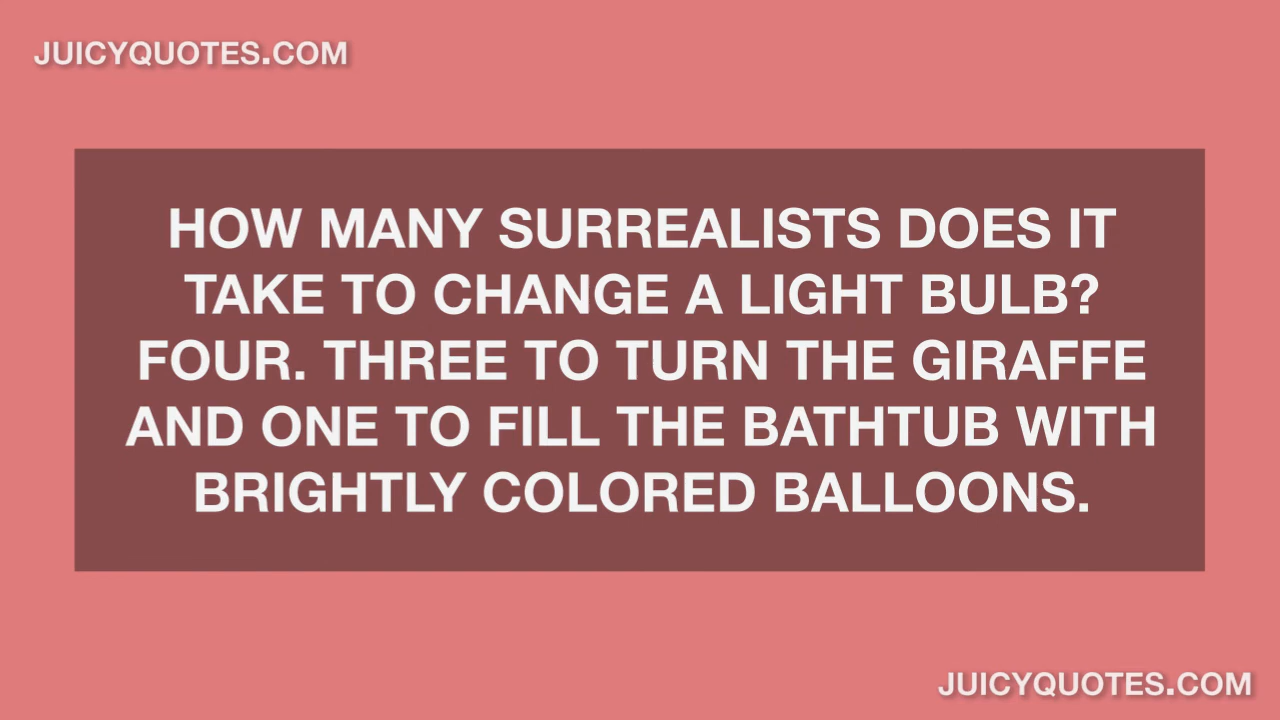 JUICYQUOTES.COM
HOW MANY SURREALISTS DOES IT
TAKE TO CHANGE A LIGHT BULB?
FOUR. THREE TO TURN THE GIRAFFE
AND ONE TO FILL THE BATHTUB WITH
BRIGHTLY COLORED BALLOONS.
JUICYQUOTES.COM